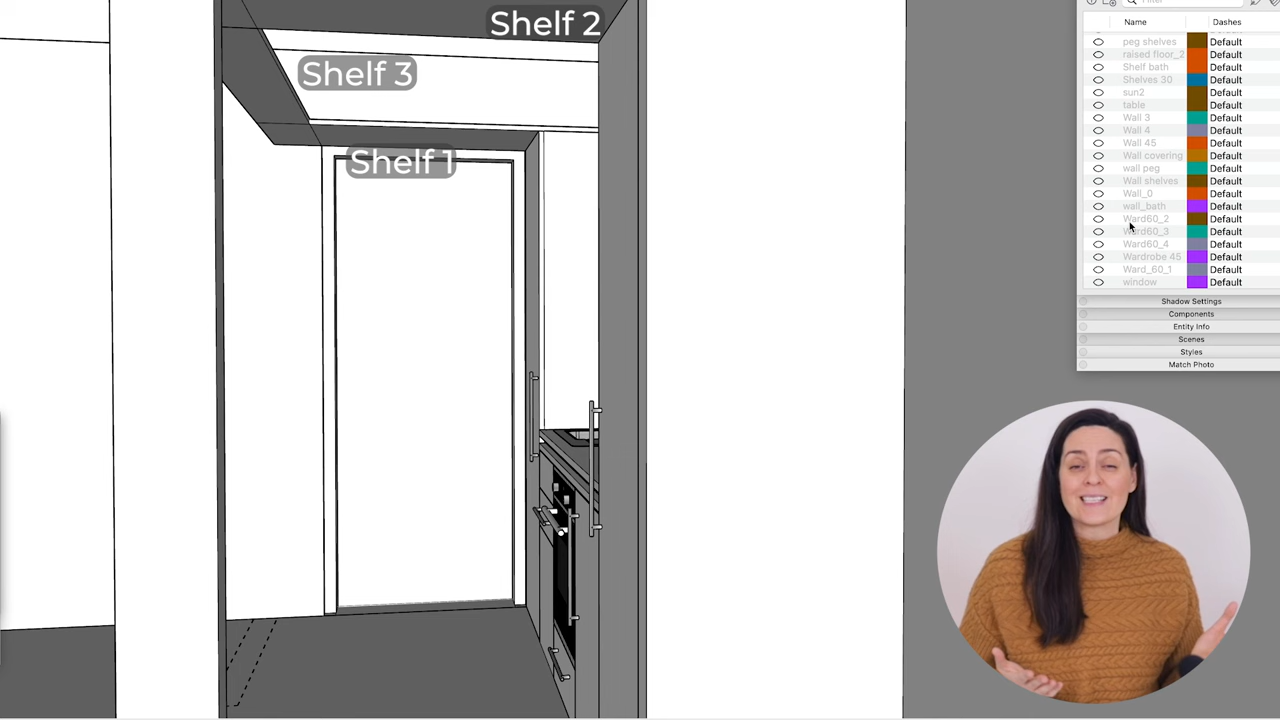 Shelf 2
Shelf 3
Shelf 1
Filter
Name Dashes
peg shelves Default
raised floor_2 Default
Shelf bath Default
Shelves 30 Default
sun2 Default
table Default
Wall 3 Default
Wall 4 Default
Wall 45 Default
Wall covering Default
wall peg Default
Wall shelves Default
Wall_0 Default
wall_bath Default
Ward60_2 Default
Ward60_3 Default
Ward60_4 Default
Wardrobe 45 Default
Ward_60_1 Default
window Default
Shadow Settings
Components
Entity Info
Scenes
Styles
Match Photo